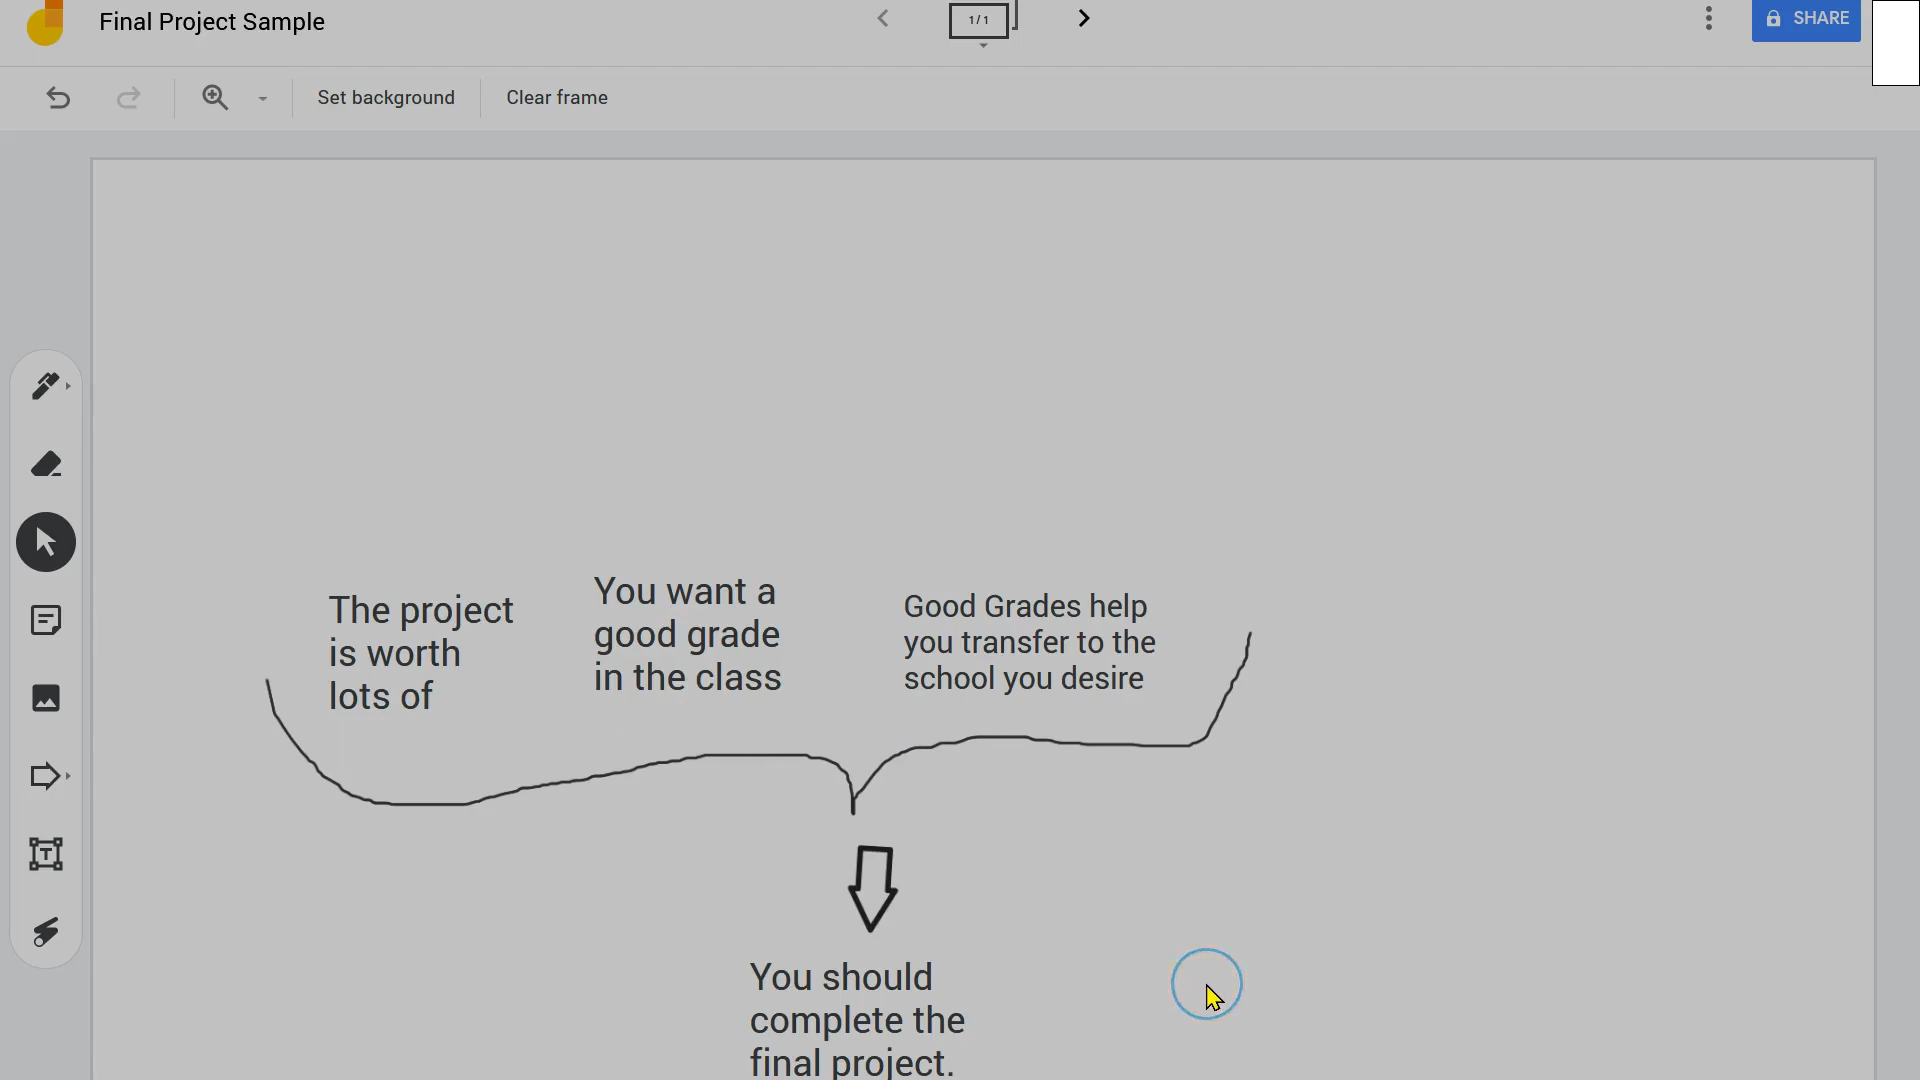 Final Project Sample
1/1
SHARE
Set background
Clear frame
The project
is worth
lots of
You want a
good grade
in the class
Good Grades help
you transfer to the
school you desire
You should
complete the
final project.